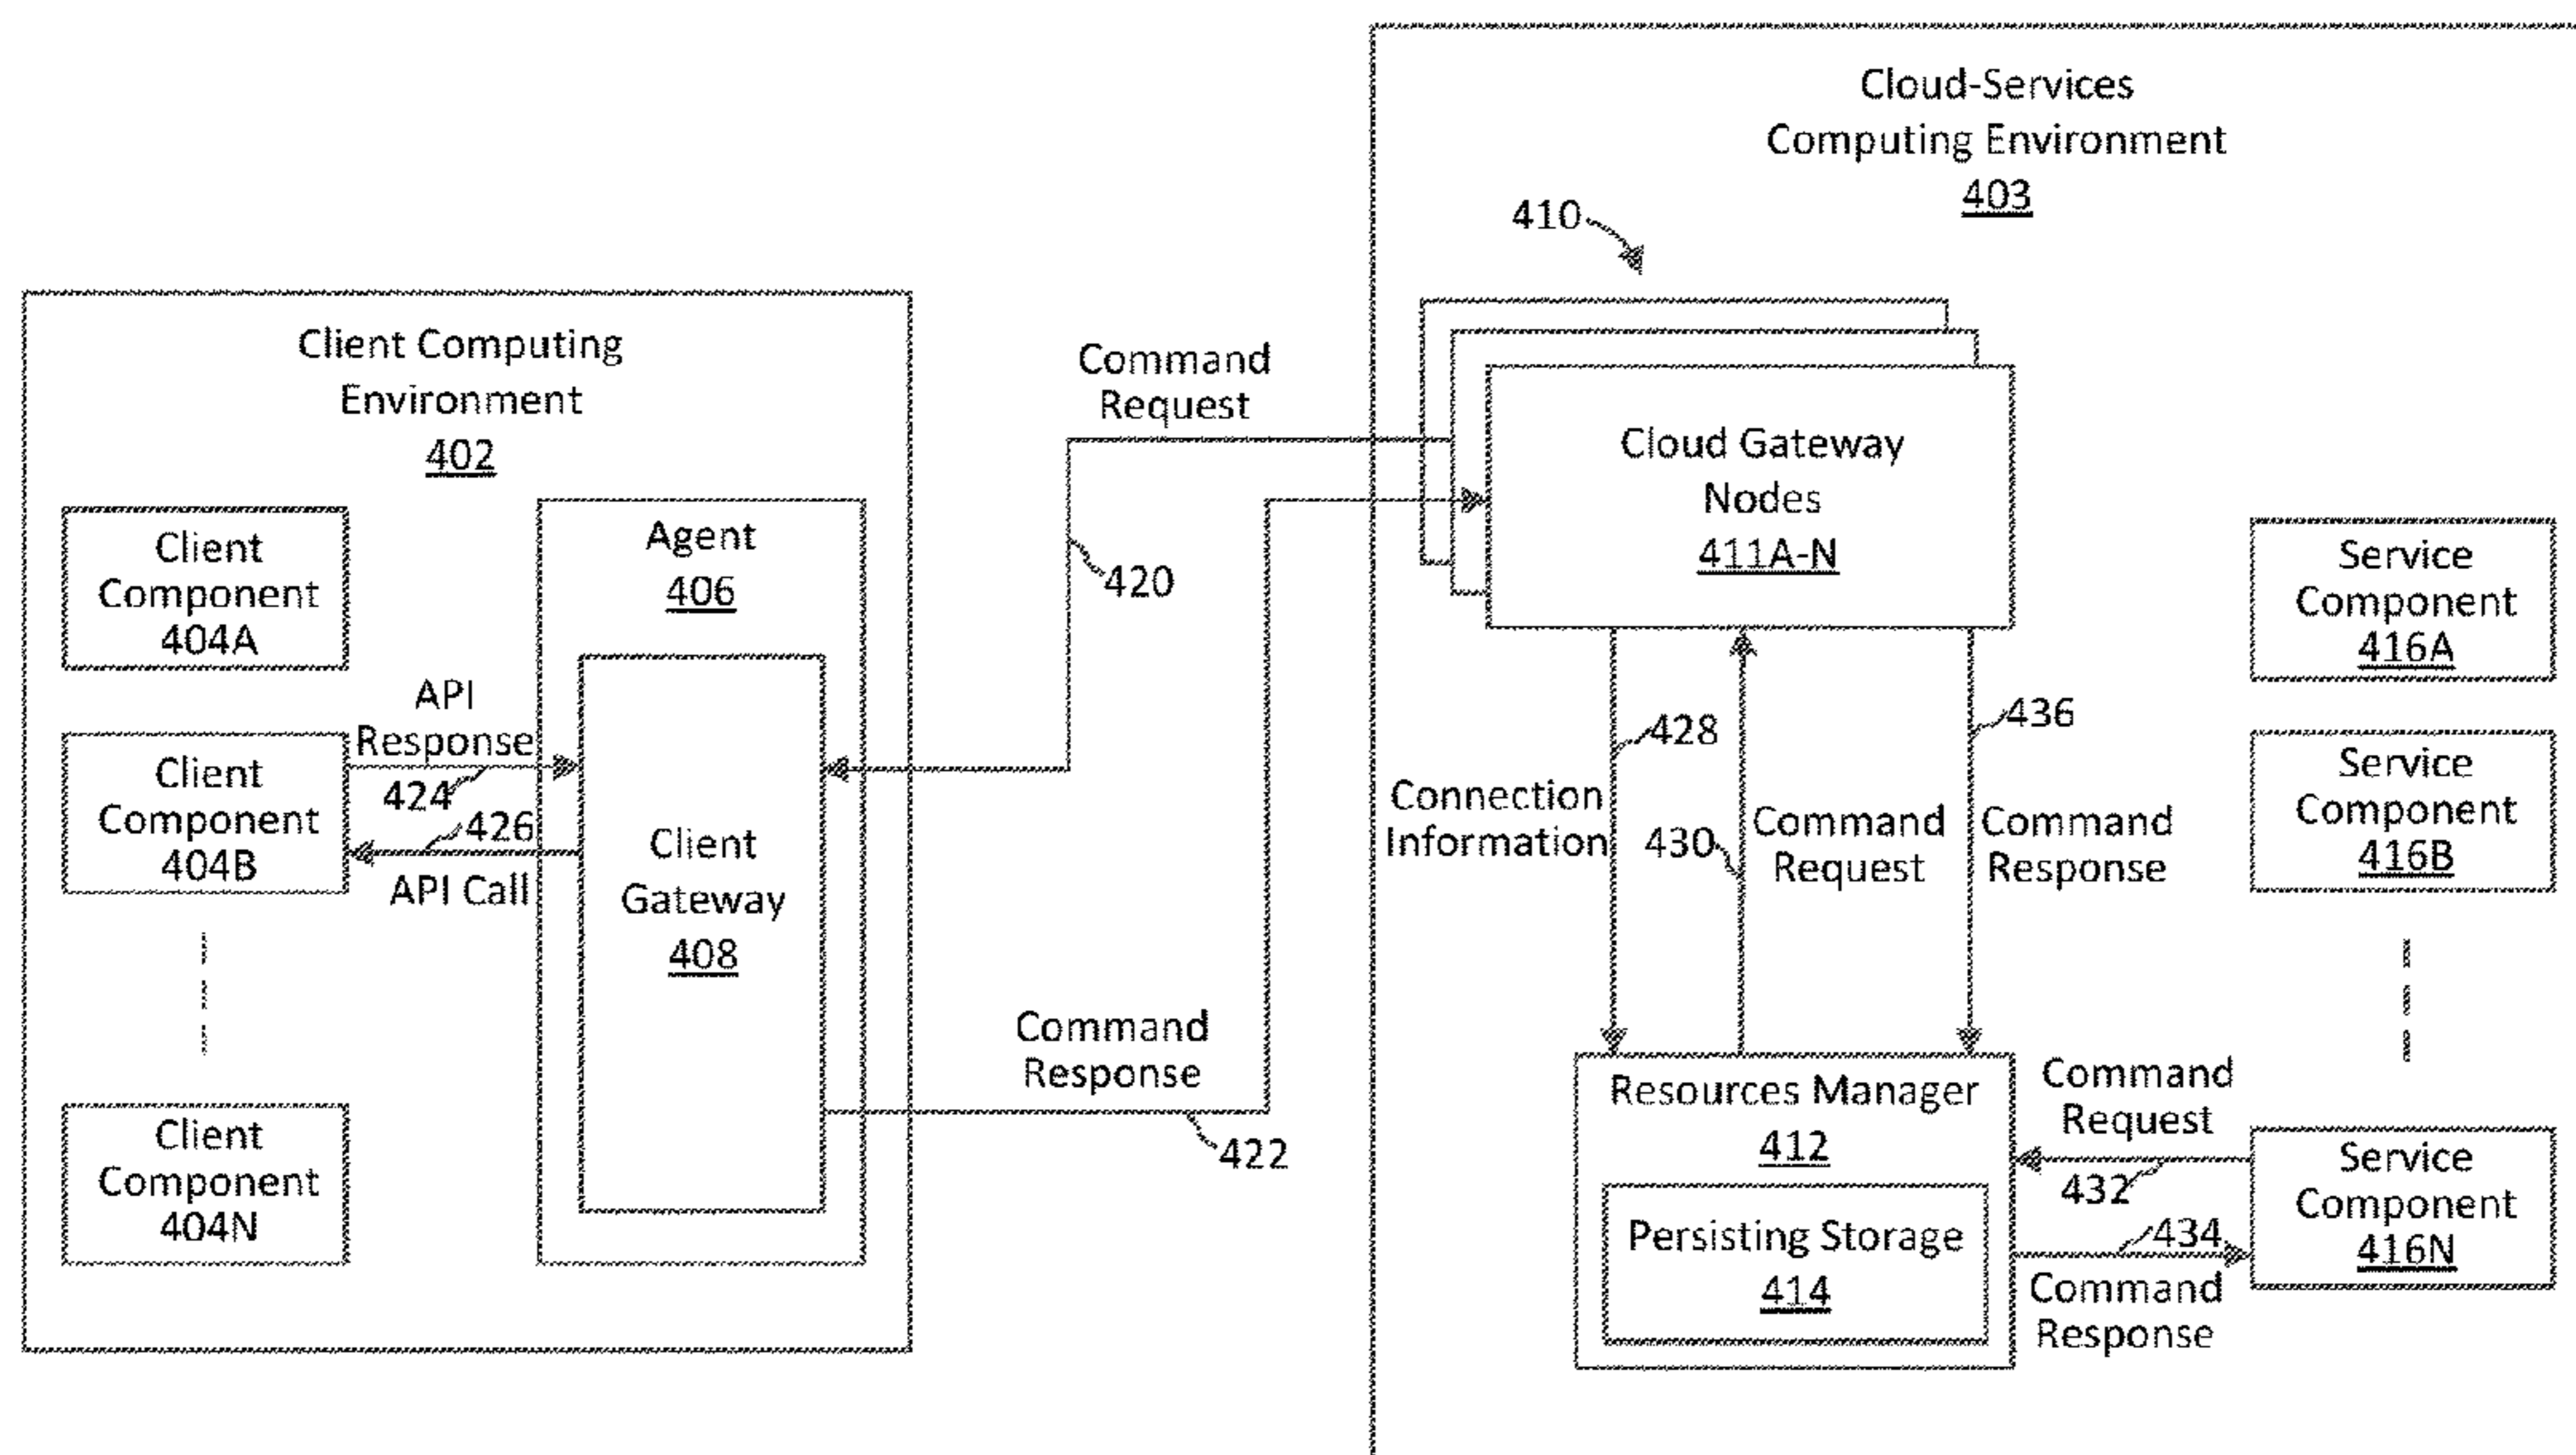 Cloud-Services
Computing Environment
403
410
Client Computing
Environment
402
Command
Request
Cloud Gateway
Nodes
411A-N
420
Agent
406
Client
Component
404A
Service
Component
416A
API
Response
424
426
API Call
Client
Component
404B
Client
Gateway
408
428
436
Connection
Information
430
Command
Request
Command
Response
Service
Component
416B
Command
Response
422
Client
Component
404N
Resources Manager
412
Persisting Storage
414
Command
Request
432
434
Command
Response
Service
Component
416N